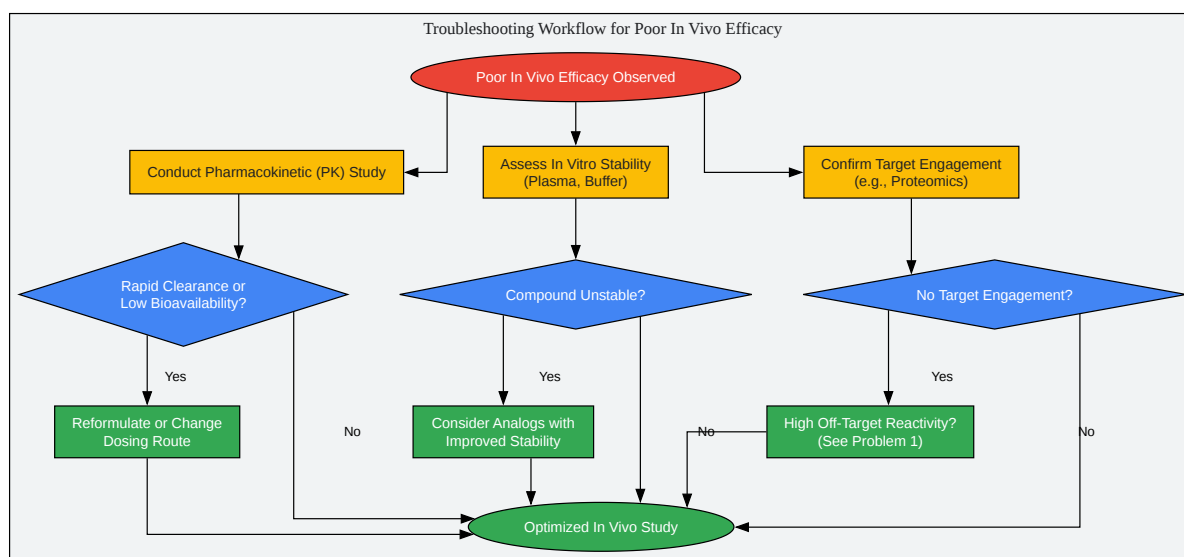 Troubleshooting Workflow for Poor In Vivo Efficacy
Poor In Vivo Efficacy Observed
Conduct Pharmacokinetic (PK) Study
Assess In Vitro Stability
(Plasma, Buffer)
Confirm Target Engagement
(e.g., Proteomics)
Rapid Clearance or
Low Bioavailability?
Compound Unstable?
No Target Engagement?
Yes
Yes
Yes
Reformulate or Change
Dosing Route
No
Consider Analogs with
Improved Stability
No
High Off-Target Reactivity?
(See Problem 1)
No
Optimized In Vivo Study